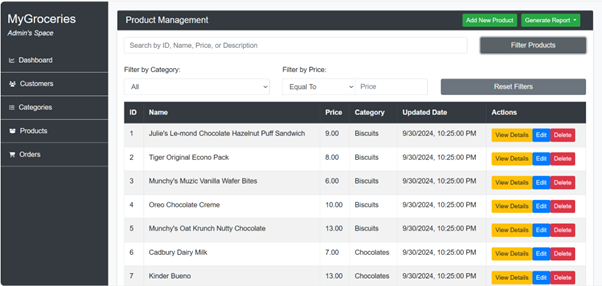 MyGroceries
Admin's Space
Dashboard
Customers
Categories
Products
Orders
Product Management
Add New Product
Generate Report
Search by ID, Name, Price, or Description
Filter Products
Filter by Category:
Filter by Price:
All
Equal To
Price
Reset Filters
ID Name Price Category Updated Date Actions
1 Julie's Le-mond Chocolate Hazelnut Puff Sandwich 9.00 Biscuits 9/30/2024, 10:25:00 PM View Details Edit Delete
2 Tiger Original Econo Pack 8.00 Biscuits 9/30/2024, 10:25:00 PM View Details Edit Delete
3 Munchy's Muzic Vanilla Wafer Bites 6.00 Biscuits 9/30/2024, 10:25:00 PM View Details Edit Delete
4 Oreo Chocolate Creme 10.00 Biscuits 9/30/2024, 10:25:00 PM View Details Edit Delete
5 Munchy's Oat Krunch Nutty Chocolate 13.00 Biscuits 9/30/2024, 10:25:00 PM View Details Edit Delete
6 Cadbury Dairy Milk 7.00 Chocolates 9/30/2024, 10:25:00 PM View Details Edit Delete
7 Kinder Bueno 13.00 Chocolates 9/30/2024, 10:25:00 PM View Details Edit Delete